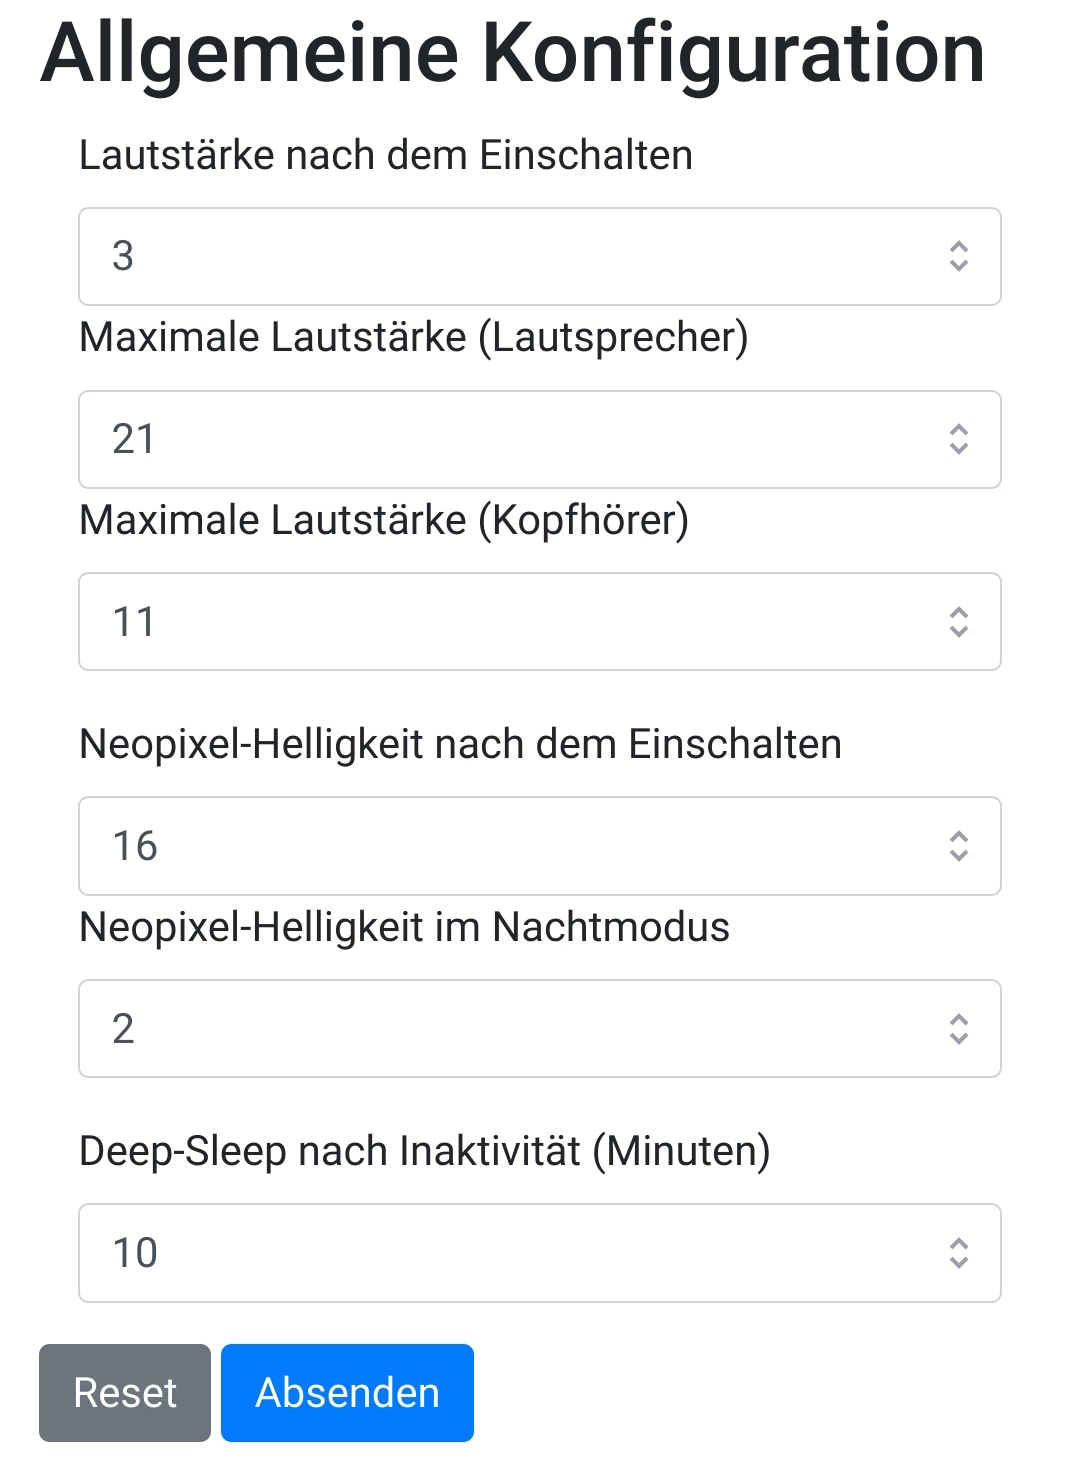 Allgemeine Konfiguration
Lautstärke nach dem Einschalten
3
Maximale Lautstärke (Lautsprecher)
21
Maximale Lautstärke (Kopfhörer)
11
Neopixel-Helligkeit nach dem Einschalten
16
Neopixel-Helligkeit im Nachtmodus
2
Deep-Sleep nach Inaktivität (Minuten)
10
Reset Absenden